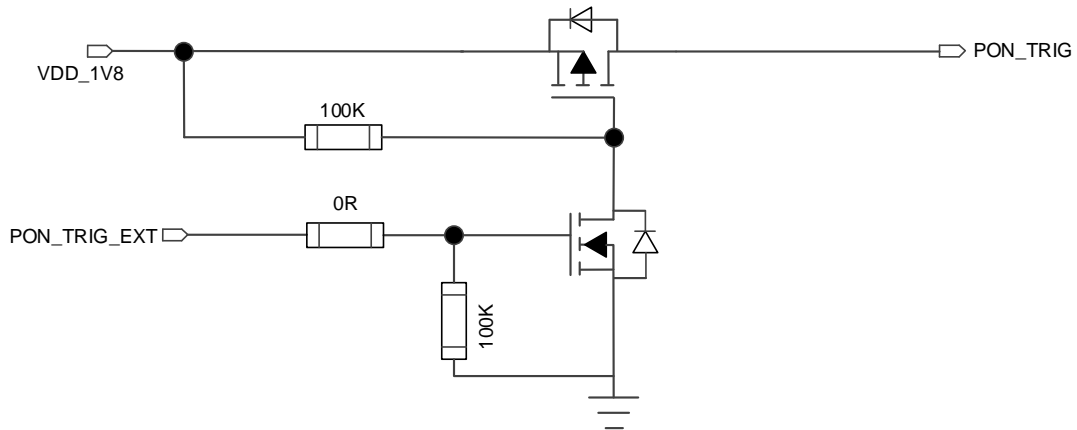 PON_TRIG
VDD_1V8
100K
0R
PON_TRIG_EXT
100K